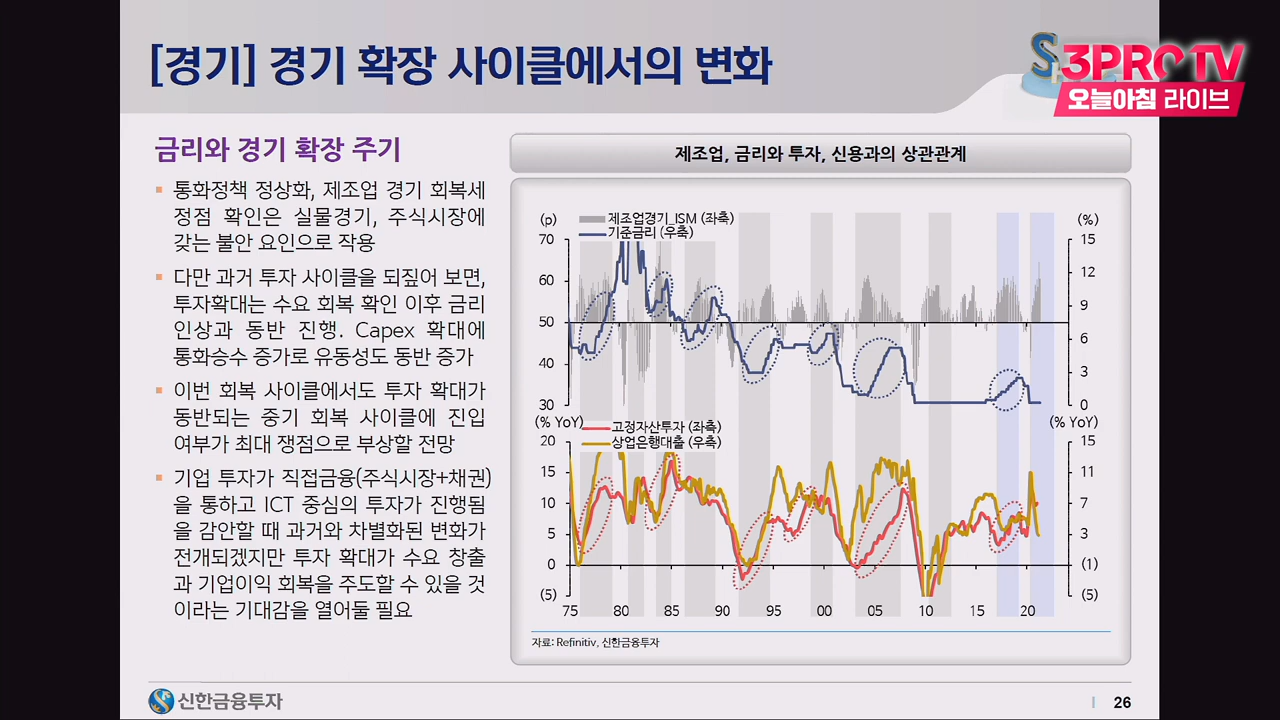 [경기] 경기 확장 사이클에서의 변화
3PRO TV
오늘아침 라이브
금리와 경기 확장 주기
통화정책 정상화, 제조업 경기 회복세
정점 확인은 실물경기, 주식시장에
갖는 불안 요인으로 작용
다만 과거 투자 사이클을 되짚어 보면,
투자확대는 수요 회복 확인 이후 금리
인상과 동반 진행. Capex 확대에
통화승수 증가로 유동성도 동반 증가
이번 회복 사이클에서도 투자 확대가
동반되는 중기 회복 사이클에 진입
여부가 최대 쟁점으로 부상할 전망
기업 투자가 직접금융(주식시장+채권)
을 통하고 ICT 중심의 투자가 진행됨
을 감안할 때 과거와 차별화된 변화가
전개되겠지만 투자 확대가 수요 창출
과 기업이익 회복을 주도할 수 있을 것
이라는 기대감을 열어둘 필요
제조업, 금리와 투자, 신용과의 상관관계
(p) 제조업경기_ISM (좌축) (%)
기준금리 (우축)
70 15
60 12
9
50
6
40
3
30 0
(% YoY) 고정자산투자 (좌축) (% YoY)
상업은행대출 (우축)
20 15
15 11
10 7
5 3
0 (1)
(5) (5)
75 80 85 90 95 00 05 10 15 20
자료: Refinitiv, 신한금융투자
신한금융투자
26